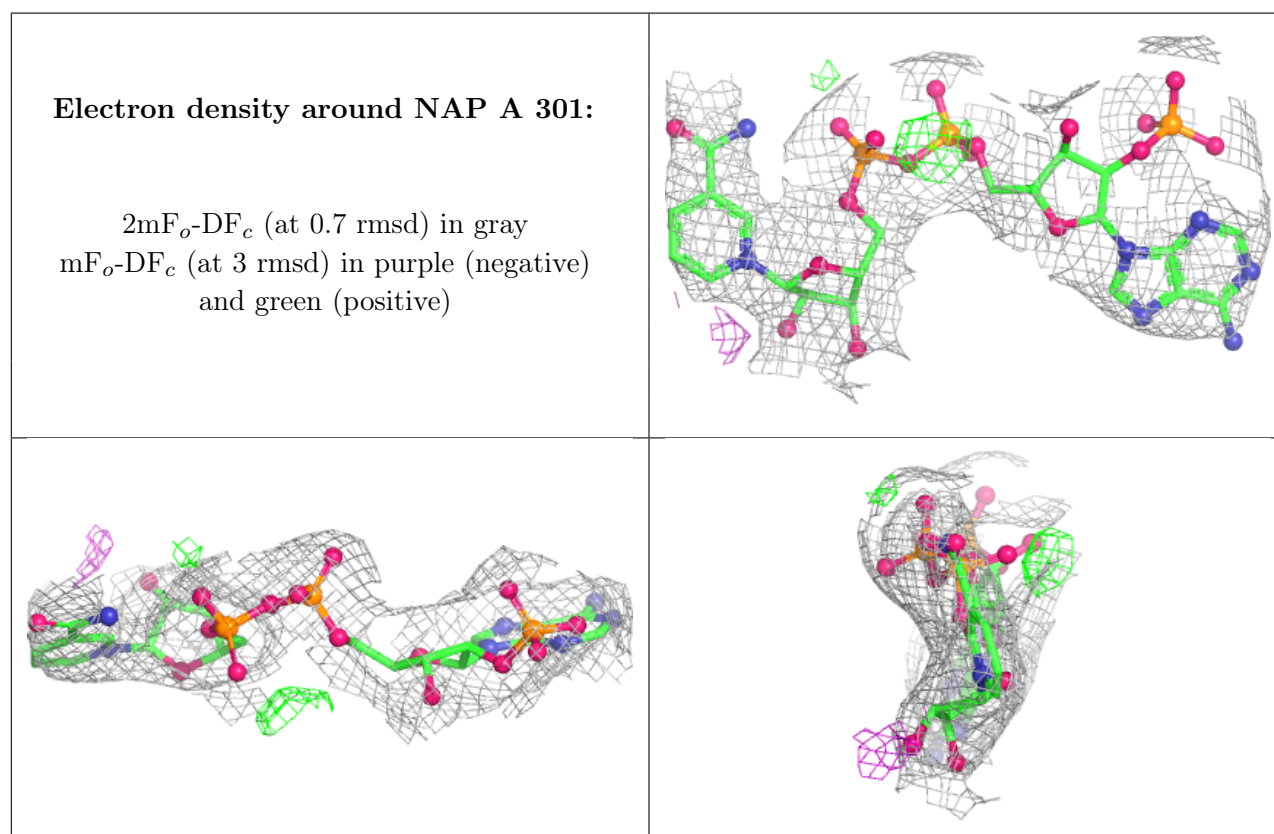 Electron density around NAP A 301:
2mFo-DFc (at 0.7 rmsd) in gray
mFo-DFc (at 3 rmsd) in purple (negative)
and green (positive)